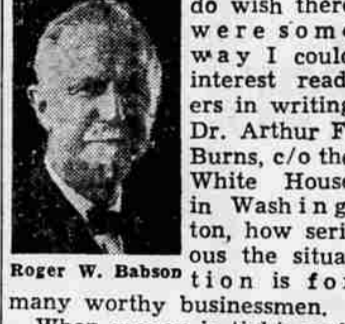 do wish there
were some
way I could
interest read-
ers in writing
Dr. Arthur F.
Burns, c/o the
White House
in Washing-
ton, how seri-
ous the situa-
Roger W. Babson
tion is for
many worthy businessmen.